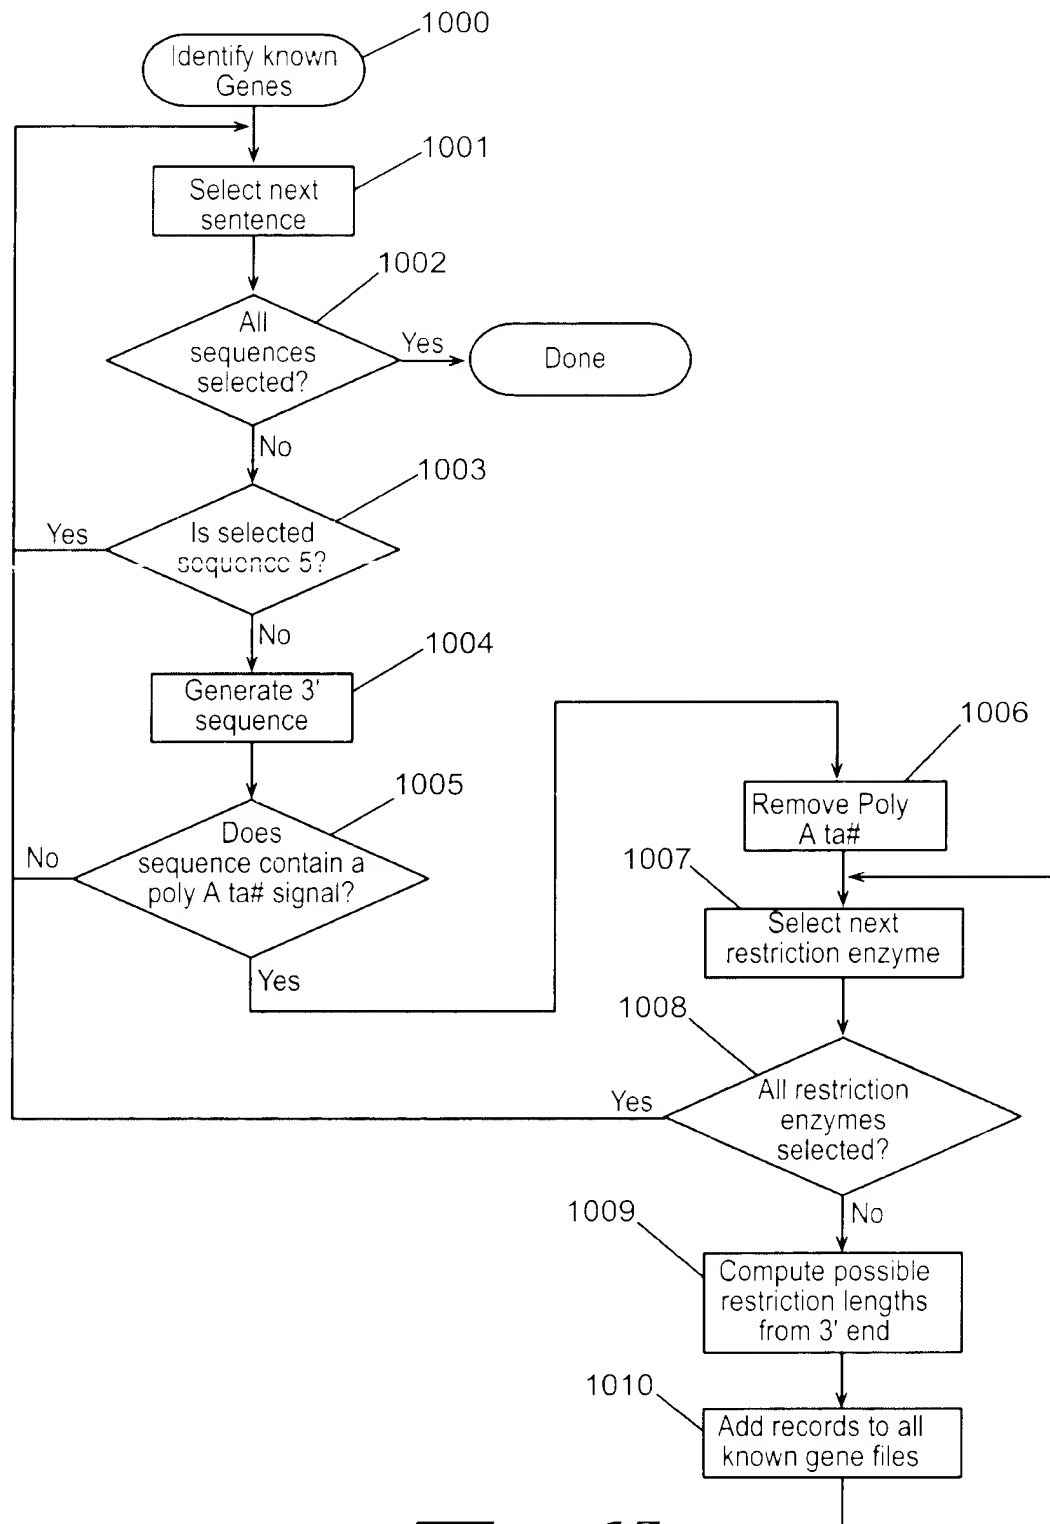 1000
Identify known
Genes
1001
Select next
sentence
1002
All
sequences
selected?
Yes
Done
No
1003
Is selected
sequence 5?
Yes
No
1004
Generate 3'
sequence
1005
Does
sequence contain a
poly A ta# signal?
No
Yes
1006
Remove Poly
A ta#
1007
Select next
restriction enzyme
1008
All restriction
enzymes
selected?
Yes
No
1009
Compute possible
restriction lengths
from 3' end
1010
Add records to all
known gene files